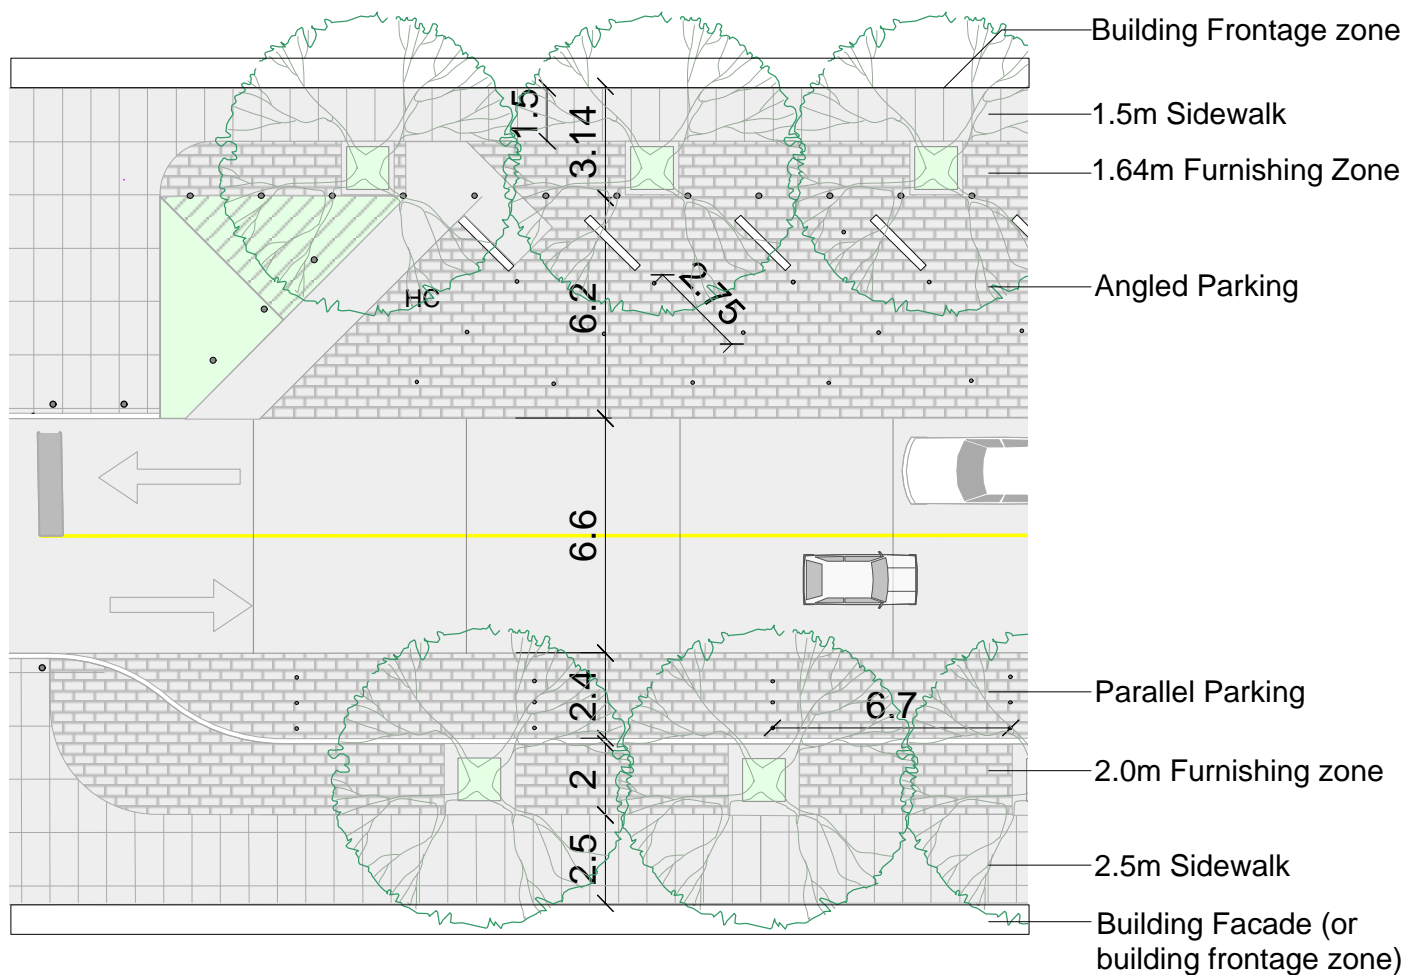 Building Frontage zone
1.5
3.14
1.5m Sidewalk
1.64m Furnishing Zone
HC
6.2
2.75
Angled Parking
6.6
2.4
6.7
Parallel Parking
2
2.0m Furnishing zone
2.5
2.5m Sidewalk
Building Facade (or
building frontage zone)